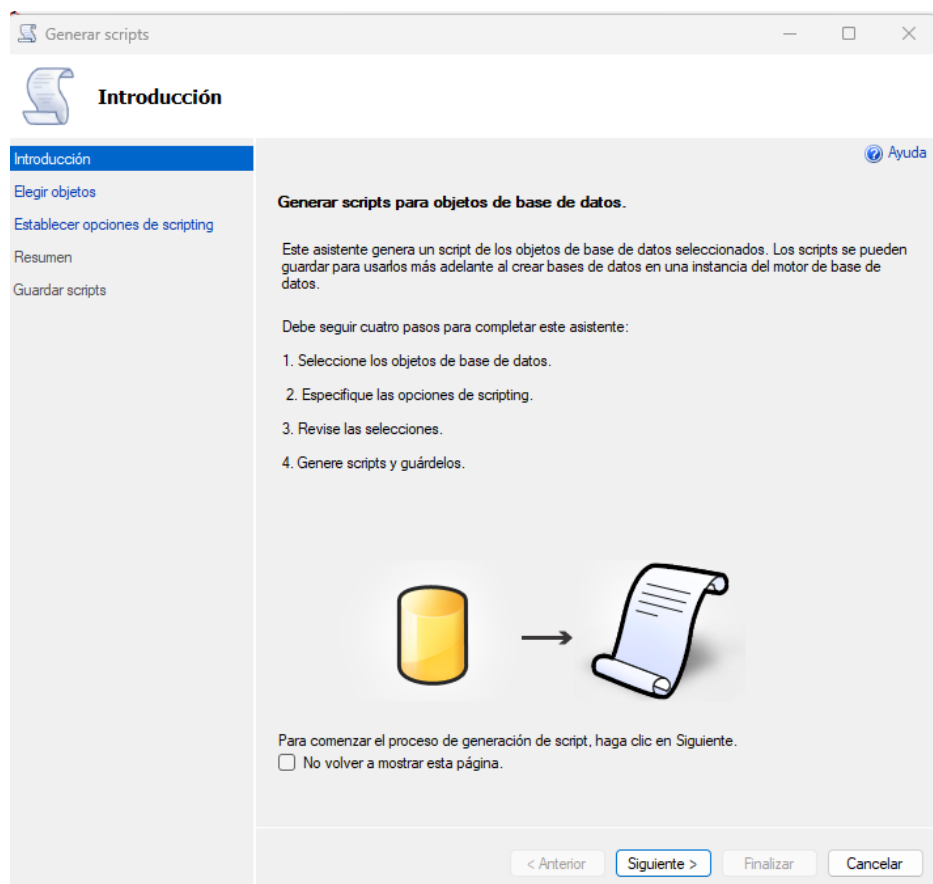 Generar scripts
Introducción
Introducción
Elegir objetos
Establecer opciones de scripting
Resumen
Guardar scripts
Ayuda
Generar scripts para objetos de base de datos.
Este asistente genera un script de los objetos de base de datos seleccionados. Los scripts se pueden
guardar para usarlos más adelante al crear bases de datos en una instancia del motor de base de
datos.
Debe seguir cuatro pasos para completar este asistente:
1. Seleccione los objetos de base de datos.
2. Especifique las opciones de scripting.
3. Revise las selecciones.
4. Genere scripts y guárdelos.
Para comenzar el proceso de generación de script, haga clic en Siguiente.
No volver a mostrar esta página.
< Anterior
Siguiente >
Finalizar
Cancelar